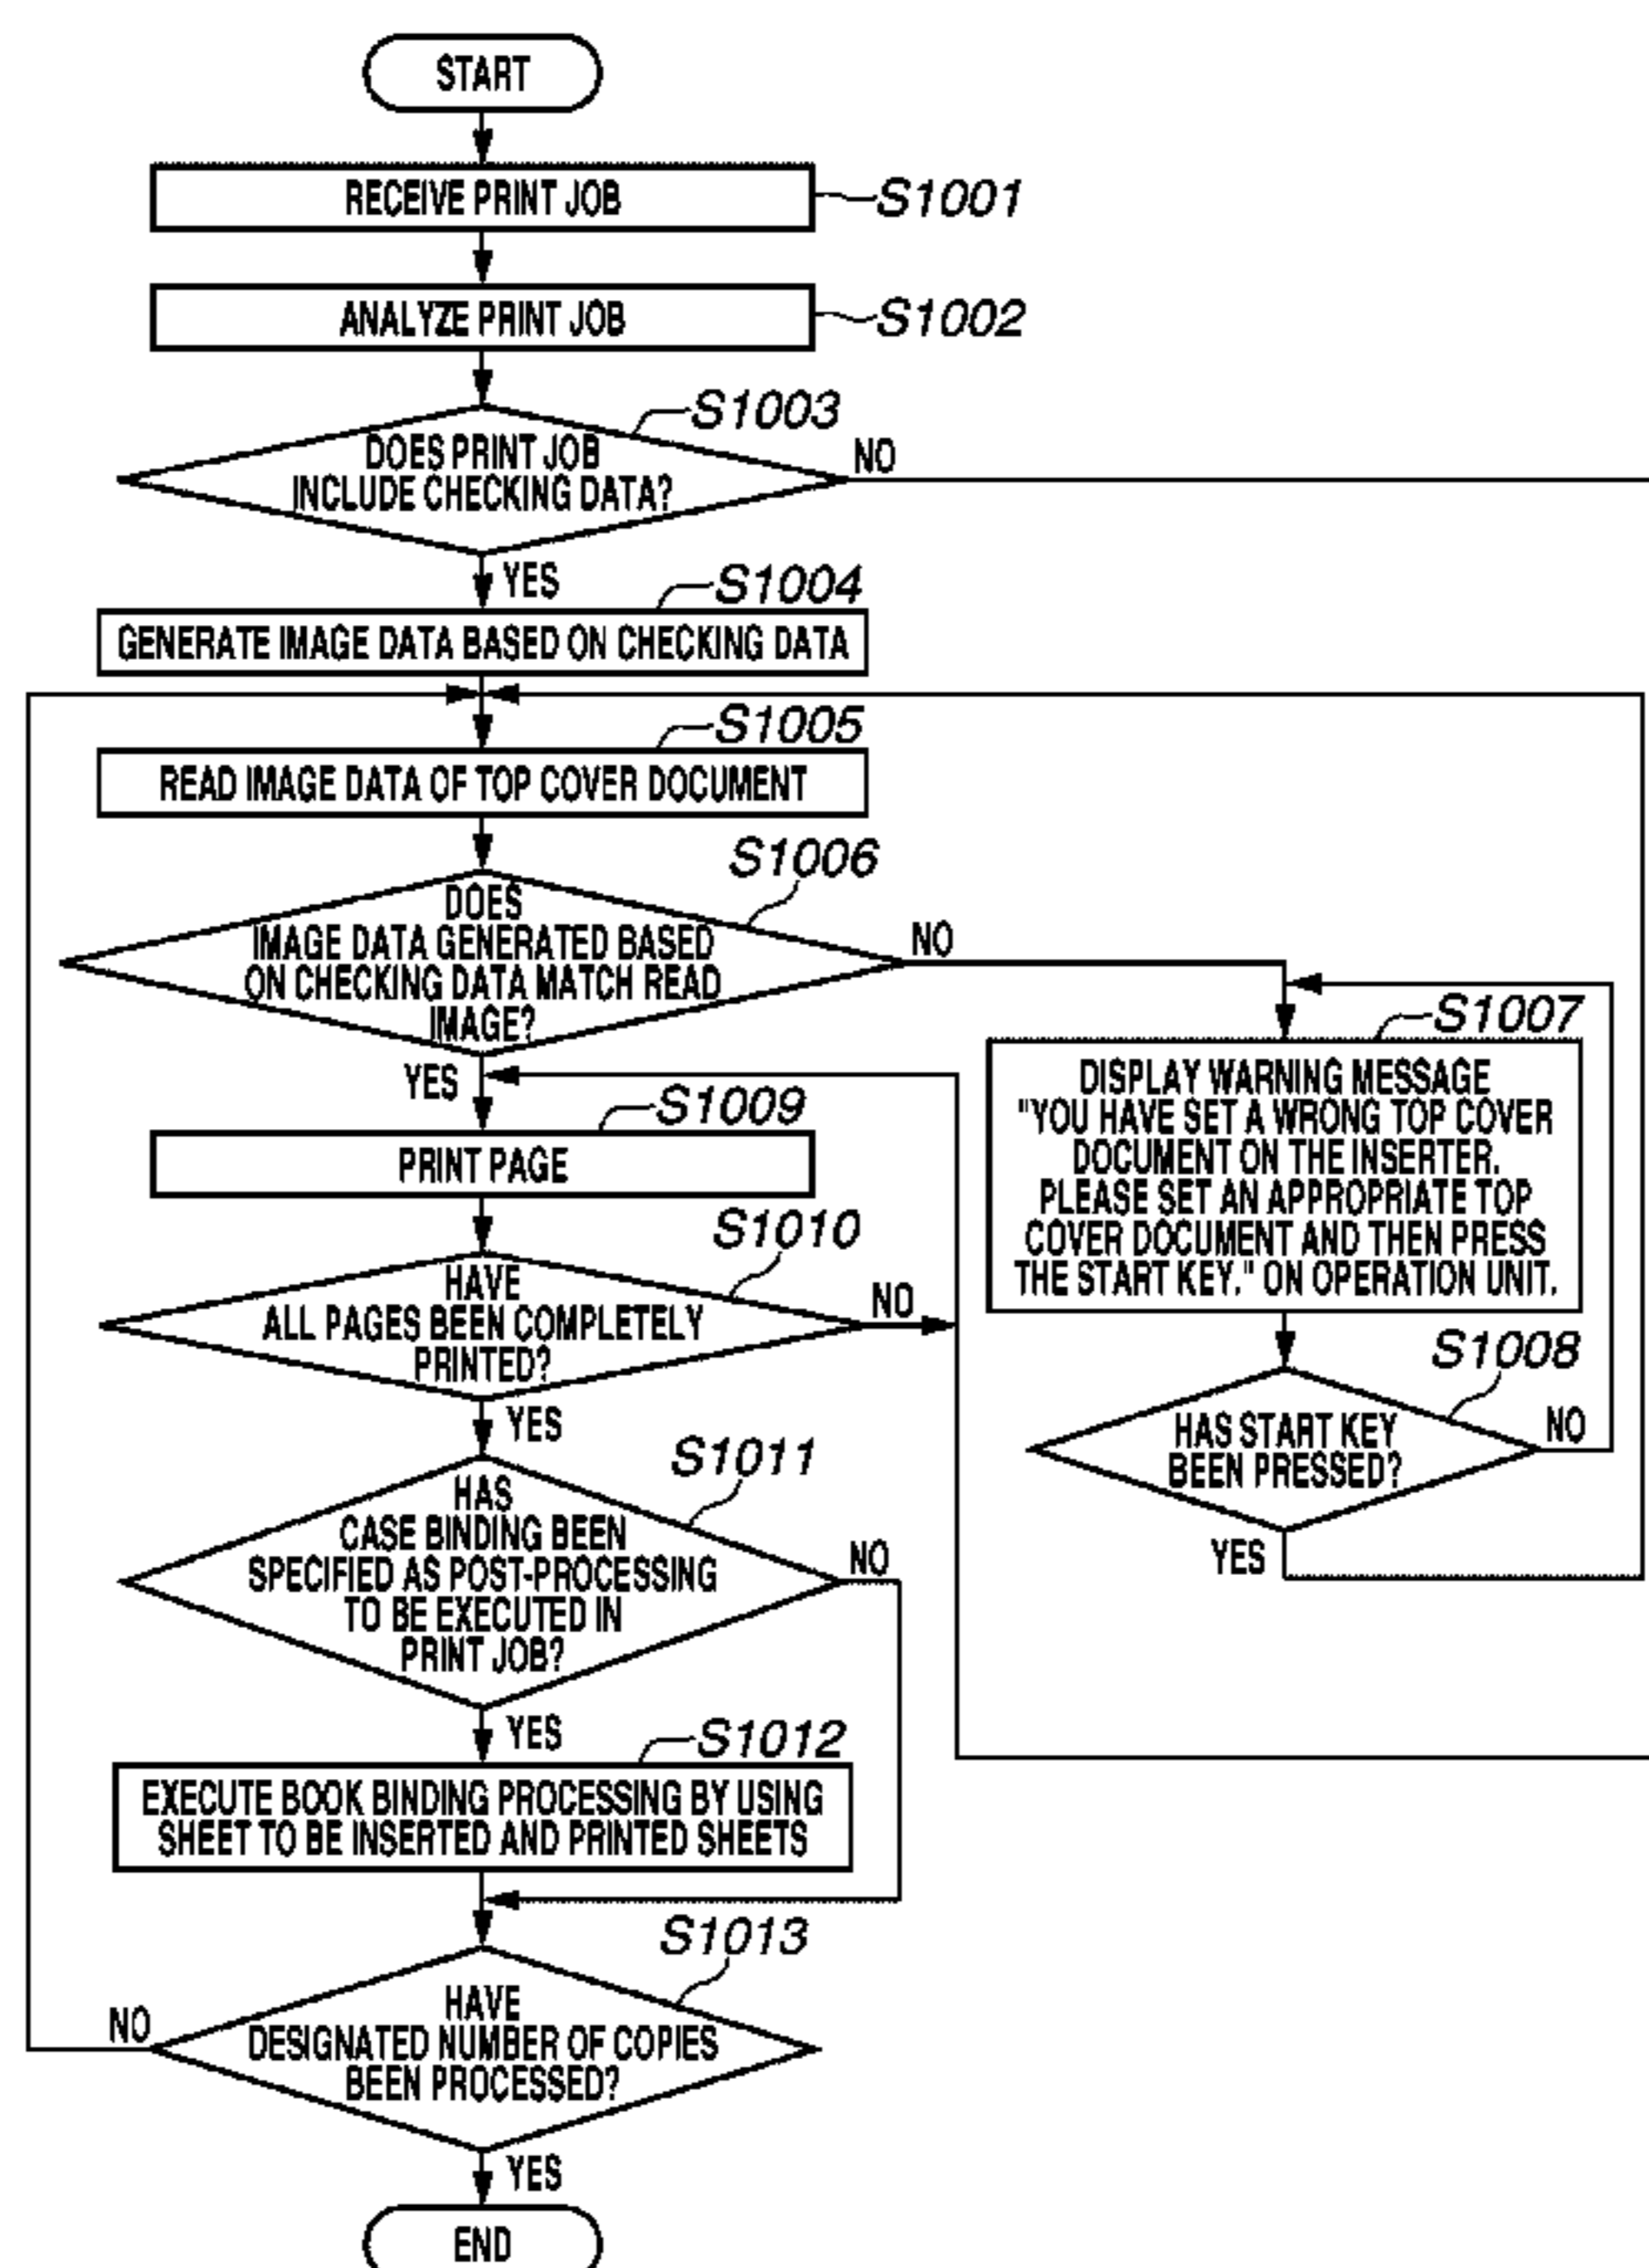 START
RECEIVE PRINT JOB
S1001
ANALYZE PRINT JOB
S1002
S1003
DOES PRINT JOB
INCLUDE CHECKING DATA?
NO
YES
S1004
GENERATE IMAGE DATA BASED ON CHECKING DATA
S1005
READ IMAGE DATA OF TOP COVER DOCUMENT
S1006
DOES
IMAGE DATA GENERATED BASED
ON CHECKING DATA MATCH READ
IMAGE?
NO
YES
S1007
DISPLAY WARNING MESSAGE
"YOU HAVE SET A WRONG TOP COVER
DOCUMENT ON THE INSERTER.
PLEASE SET AN APPROPRIATE TOP
COVER DOCUMENT AND THEN PRESS
THE START KEY." ON OPERATION UNIT.
S1008
HAS START KEY
BEEN PRESSED?
NO
YES
S1009
PRINT PAGE
S1010
HAVE
ALL PAGES BEEN COMPLETELY
PRINTED?
NO
YES
S1011
HAS
CASE BINDING BEEN
SPECIFIED AS POST-PROCESSING
TO BE EXECUTED IN
PRINT JOB?
NO
YES
S1012
EXECUTE BOOK BINDING PROCESSING BY USING
SHEET TO BE INSERTED AND PRINTED SHEETS
S1013
HAVE
DESIGNATED NUMBER OF COPIES
BEEN PROCESSED?
NO
YES
END